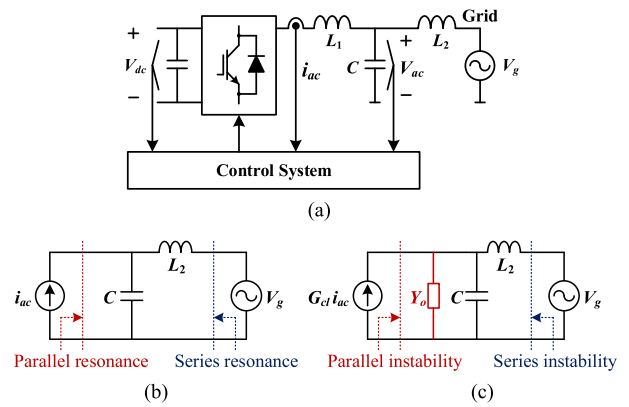 Grid
+
V_dc
−
L_1
i_ac
C
+
V_ac
−
L_2
V_g
Control System
(a)
i_ac
C
L_2
V_g
Parallel resonance
Series resonance
(b)
G_cl i_ac
Y_o
C
L_2
V_g
Parallel instability
Series instability
(c)